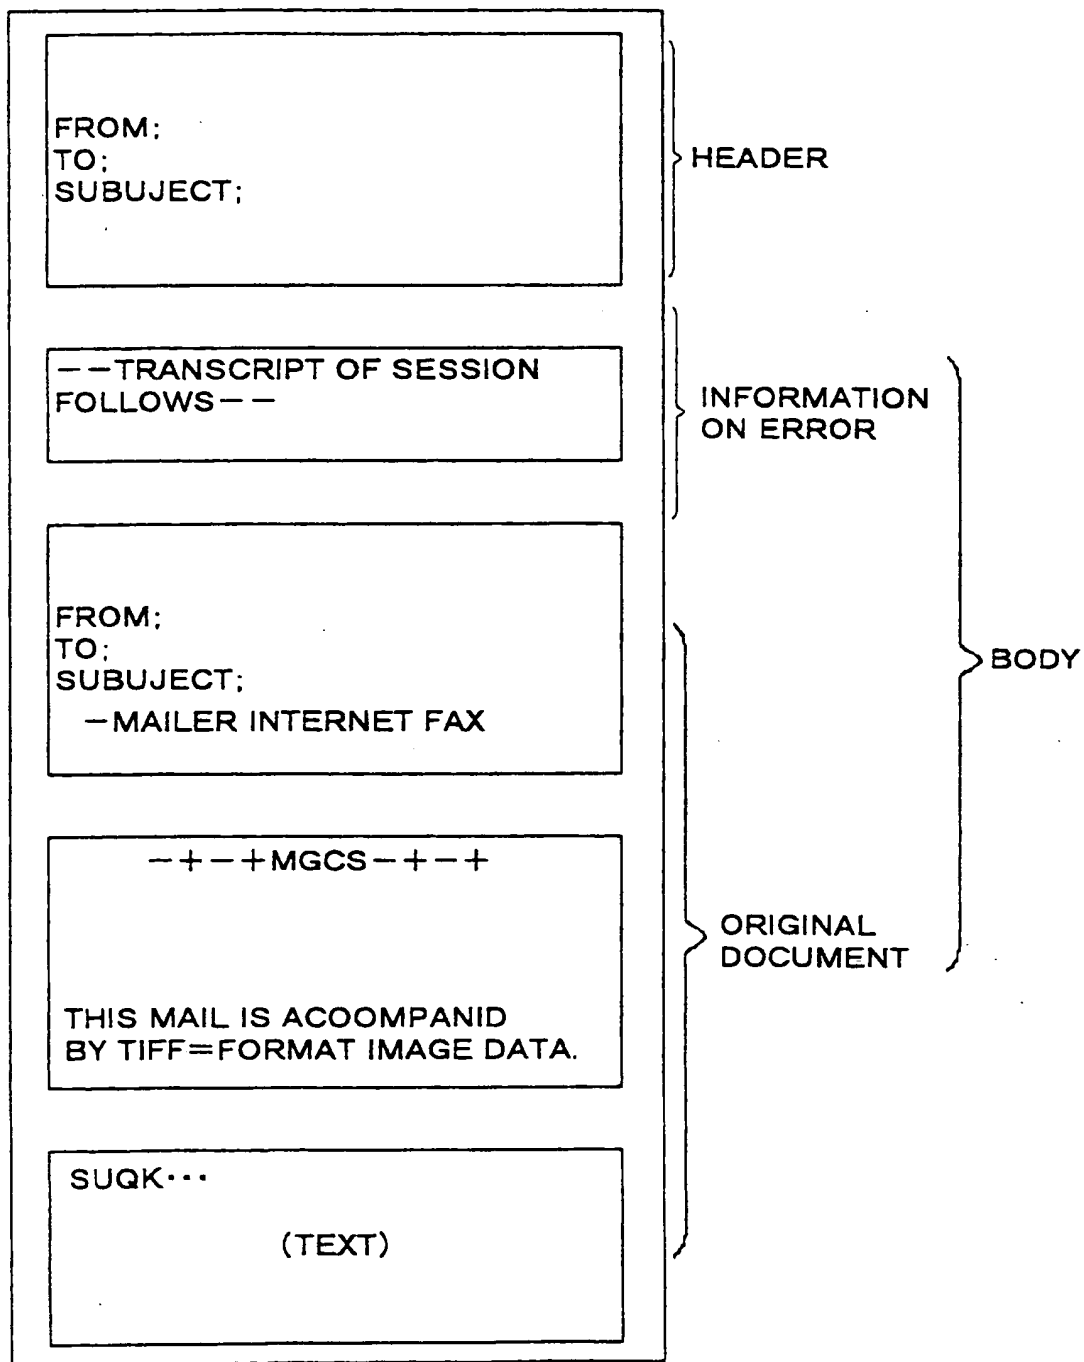 FROM;
TO;
SUBUJECT;
HEADER
——TRANSCRIPT OF SESSION
FOLLOWS——
INFORMATION
ON ERROR
FROM;
TO;
SUBUJECT;
—MAILER INTERNET FAX
BODY
—+—+MGCS—+—+
THIS MAIL IS ACOOMPANID
BY TIFF=FORMAT IMAGE DATA.
ORIGINAL
DOCUMENT
SUQK···
(TEXT)